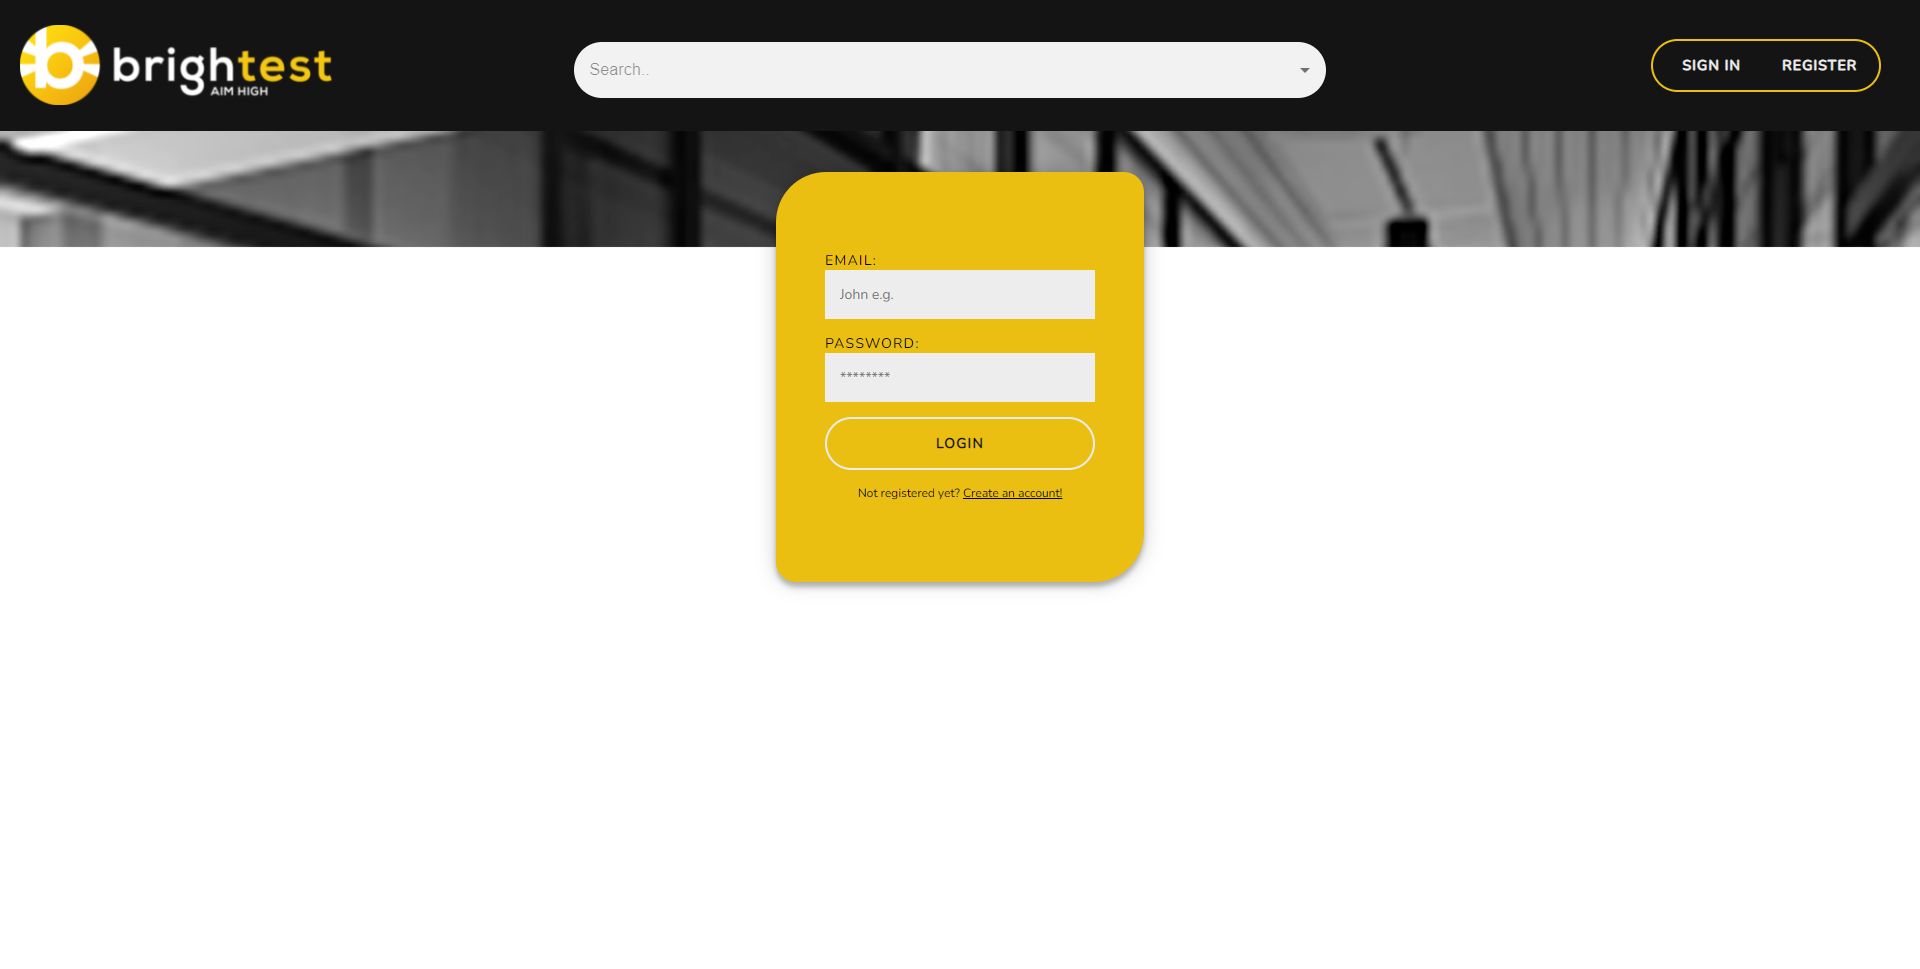 brightest
AIM HIGH
Search..
SIGN IN REGISTER
EMAIL:
John e.g.
PASSWORD:
********
LOGIN
Not registered yet? Create an account!